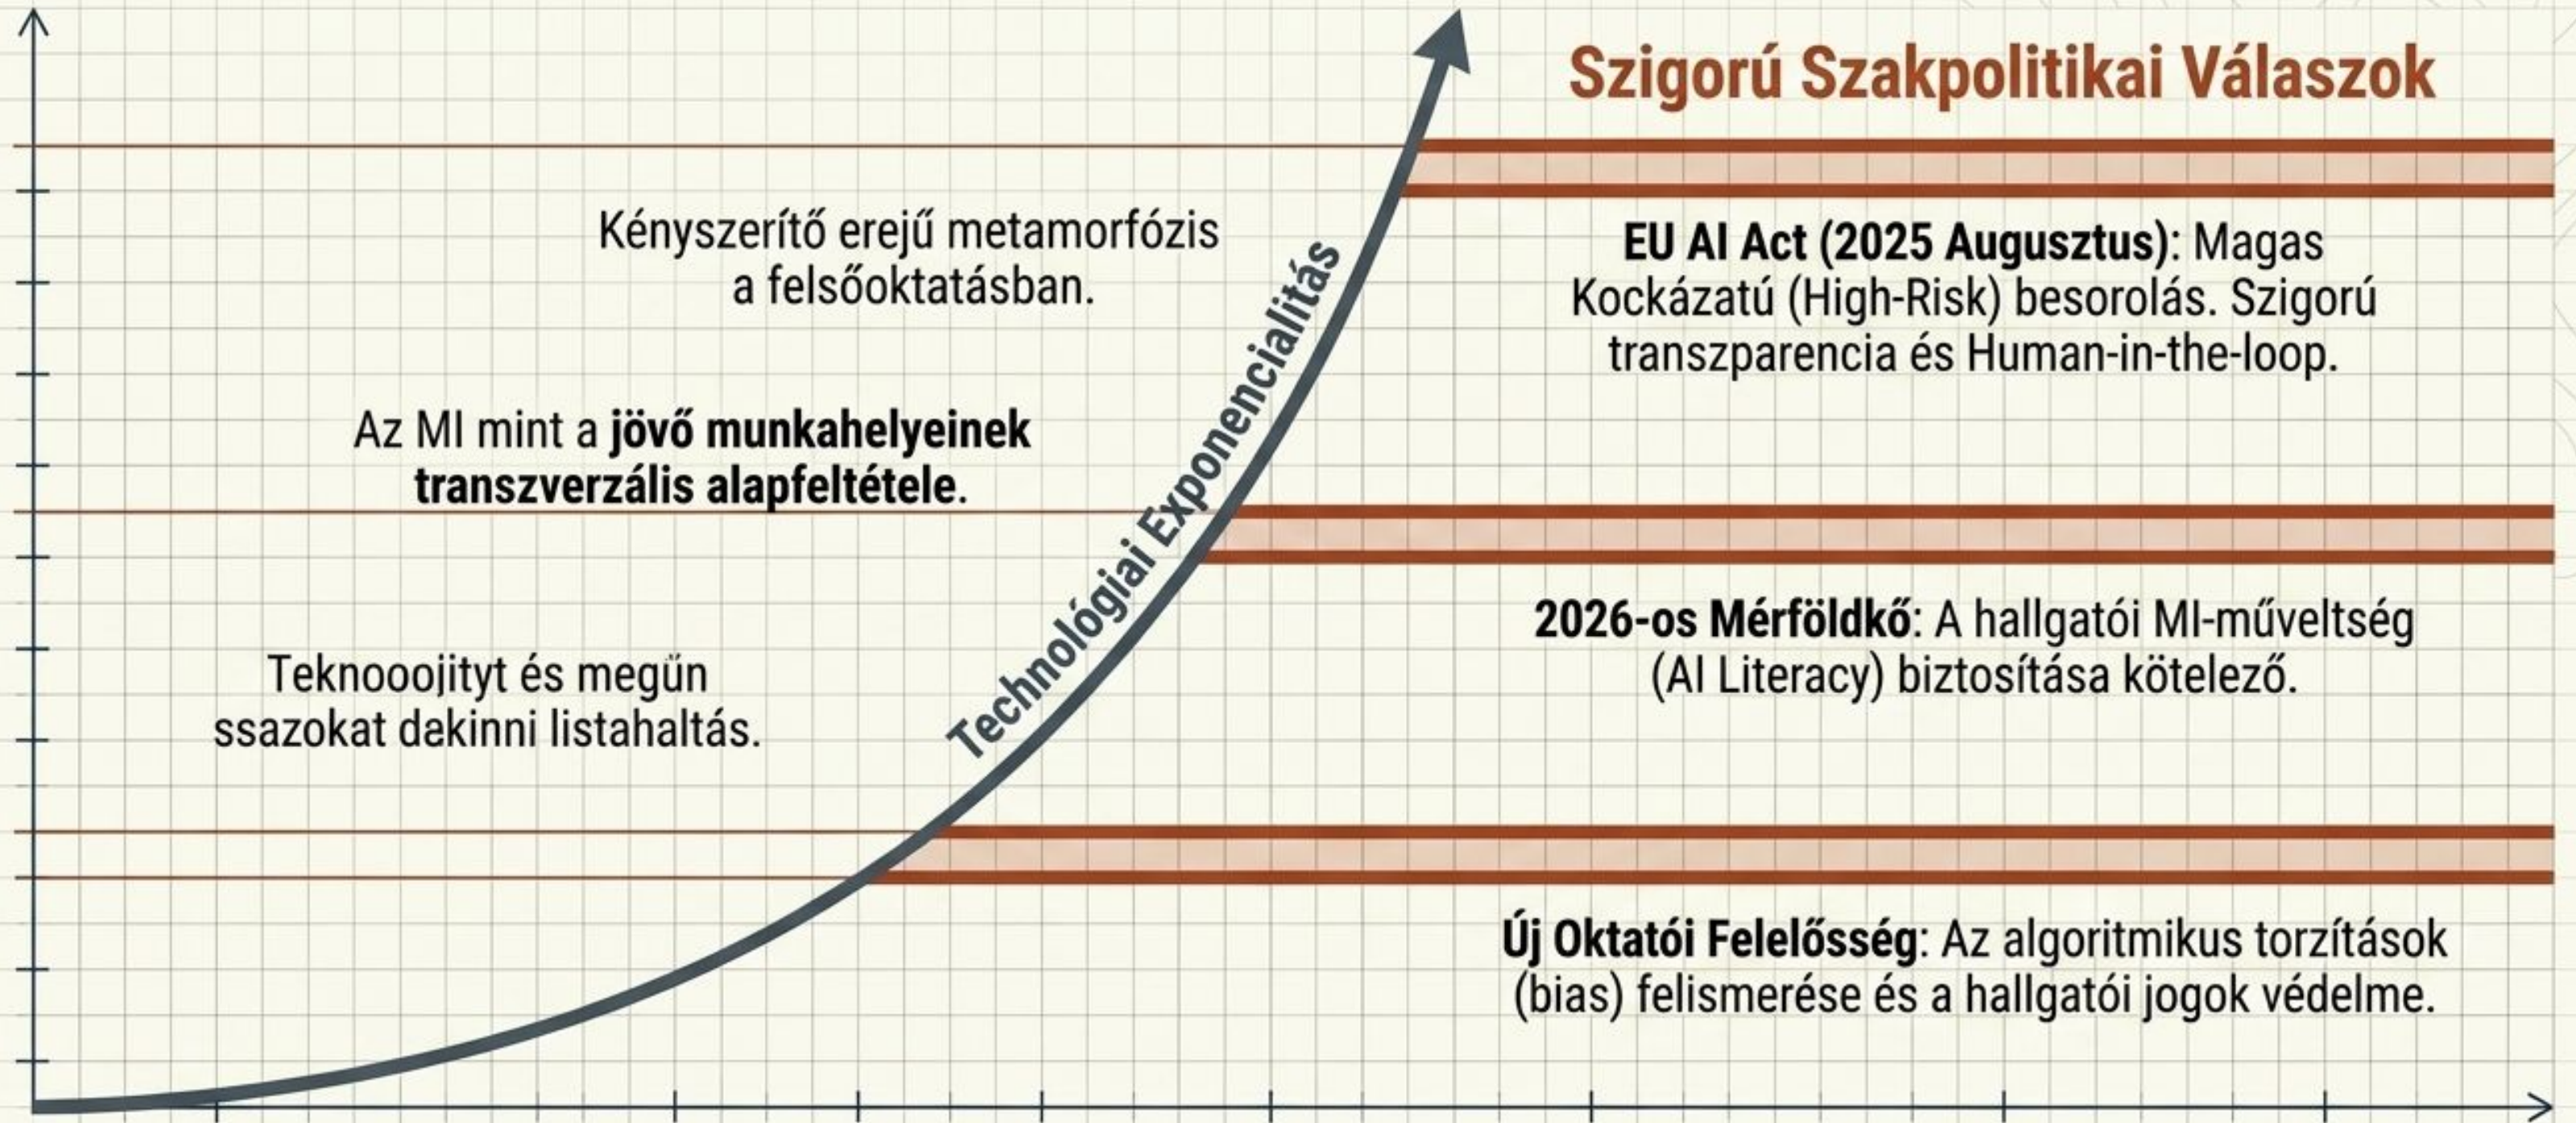 Szigorú Szakpolitikai Válaszok
Kényszerítő erejű metamorfózis
a felsőoktatásban.
Az MI mint a jövő munkahelyeinek
transzverzális alapfeltétele.
Teknooojityt és megűn
ssazokat dekinni listahaltás.
Technológiai Exponencialitás
EU AI Act (2025 Augusztus): Magas
Kockázatú (High-Risk) besorolás. Szigorú
transzparencia és Human-in-the-loop.
2026-os Mérföldkő: A hallgatói MI-műveltség
(AI Literacy) biztosítása kötelező.
Új Oktatói Felelősség: Az algoritmikus torzítások
(bias) felismerése és a hallgatói jogok védelme.